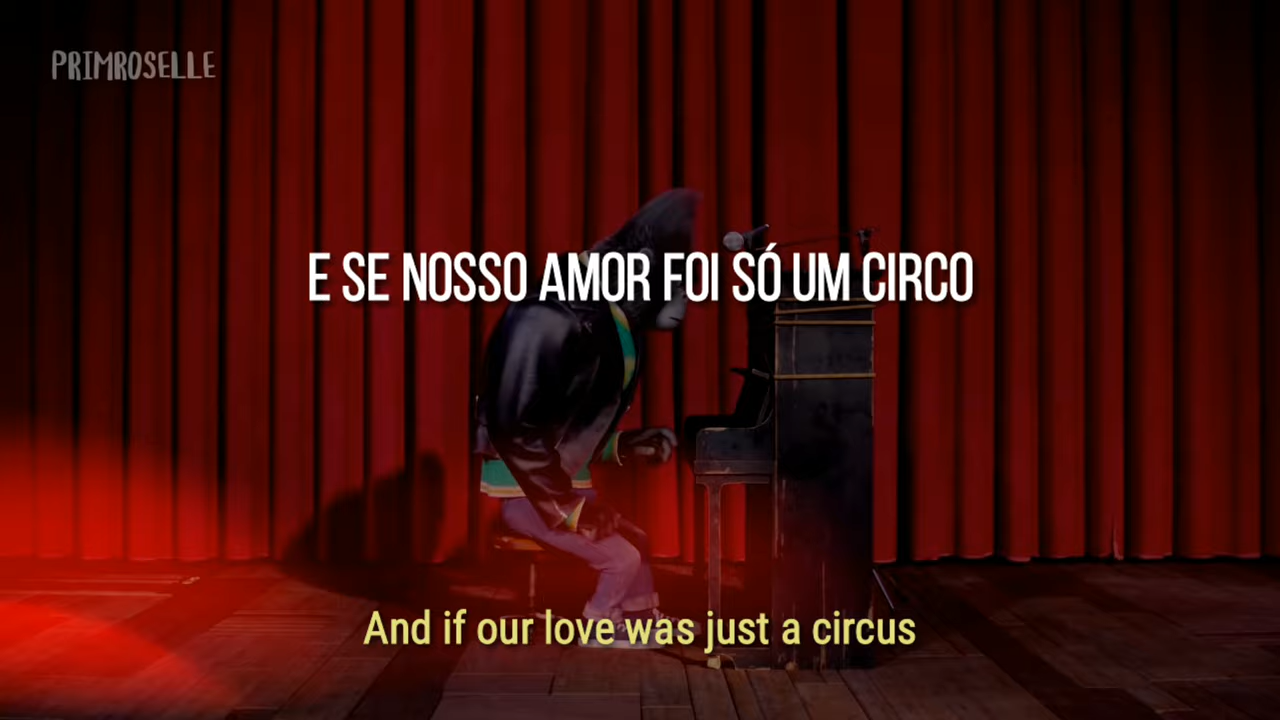 PRIMROSELLE
E SE NOSSO AMOR FOI SÓ UM CIRCO
And if our love was just a circus